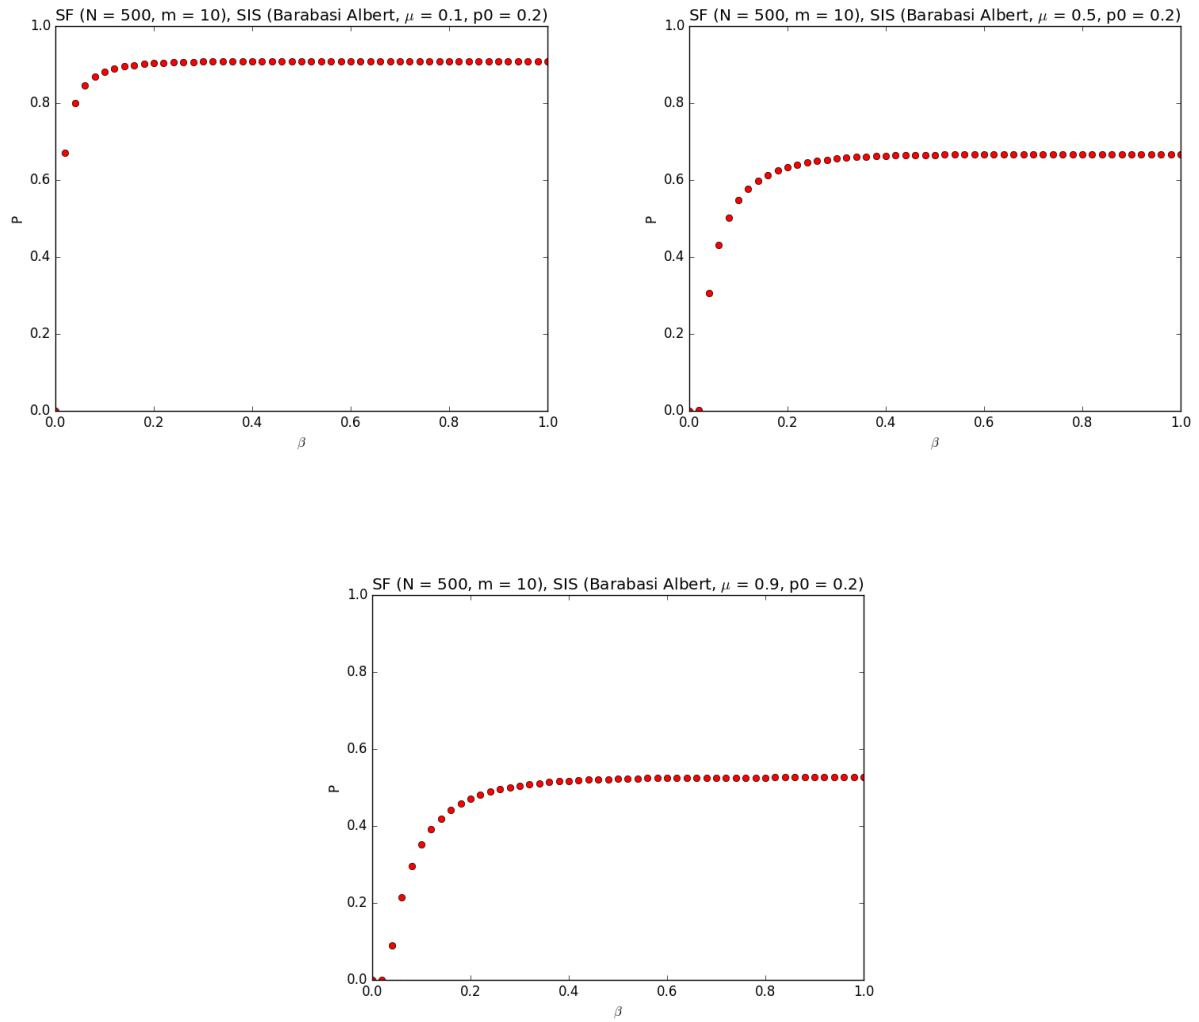 SF (N = 500, m = 10), SIS (Barabasi Albert, μ = 0.1, p0 = 0.2)
1.0
0.8
0.6
0.4
0.2
0.0
P
0.0 0.2 0.4 0.6 0.8 1.0
β
SF (N = 500, m = 10), SIS (Barabasi Albert, μ = 0.5, p0 = 0.2)
1.0
0.8
0.6
0.4
0.2
0.0
P
0.0 0.2 0.4 0.6 0.8 1.0
β
SF (N = 500, m = 10), SIS (Barabasi Albert, μ = 0.9, p0 = 0.2)
1.0
0.8
0.6
0.4
0.2
0.0
P
0.0 0.2 0.4 0.6 0.8 1.0
β